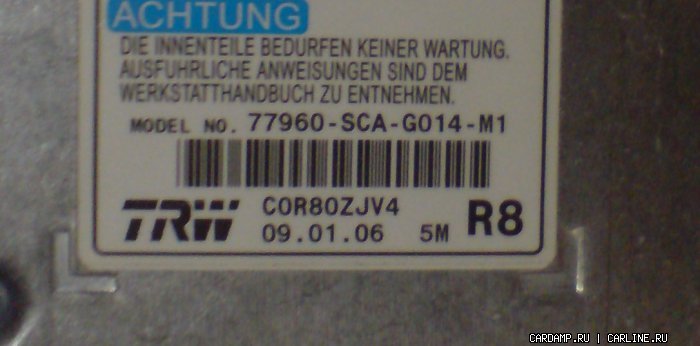 ACHTUNG
DIE INNENTEILE BEDURFEN KEINER WARTUNG.
AUSFUHRLICHE ANWEISUNGEN SIND DEM
WERKSTATTHANDBUCH ZU ENTNEHMEN.
MODEL NO. 77960-SCA-G014-M1
TRW C0R80ZJV4
09.01.06 5M R8
CARDAMP.RU | CARLINE.RU